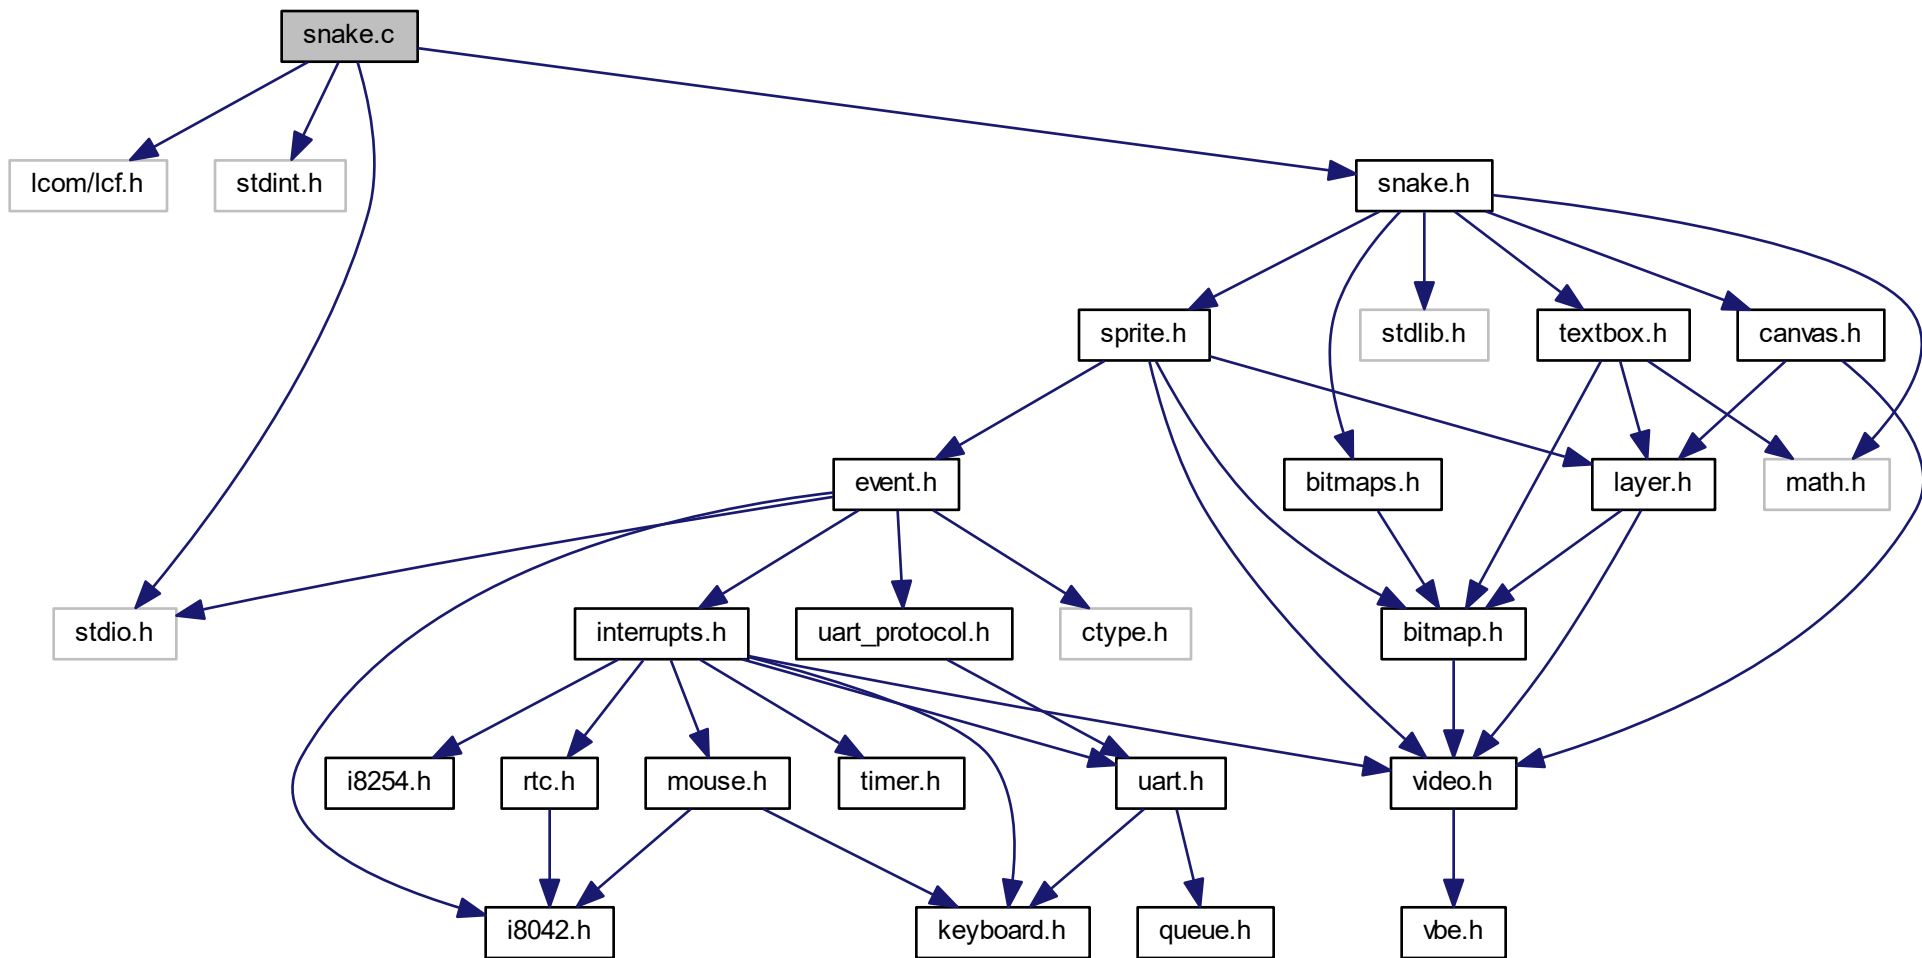 snake.c
lcom/lcf.h
stdint.h
snake.h
sprite.h
stdlib.h
textbox.h
canvas.h
event.h
bitmaps.h
layer.h
math.h
stdio.h
interrupts.h
uart_protocol.h
ctype.h
bitmap.h
i8254.h
rtc.h
mouse.h
timer.h
uart.h
video.h
i8042.h
keyboard.h
queue.h
vbe.h